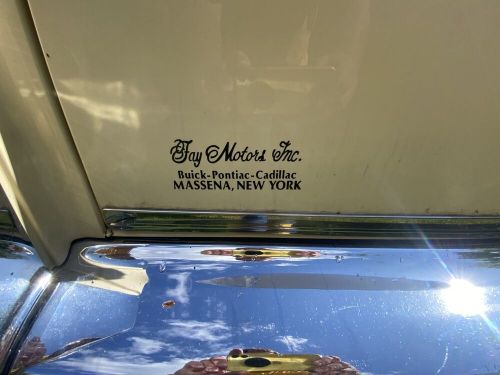 Fay Motors Inc.
Buick-Pontiac-Cadillac
MASSENA, NEW YORK